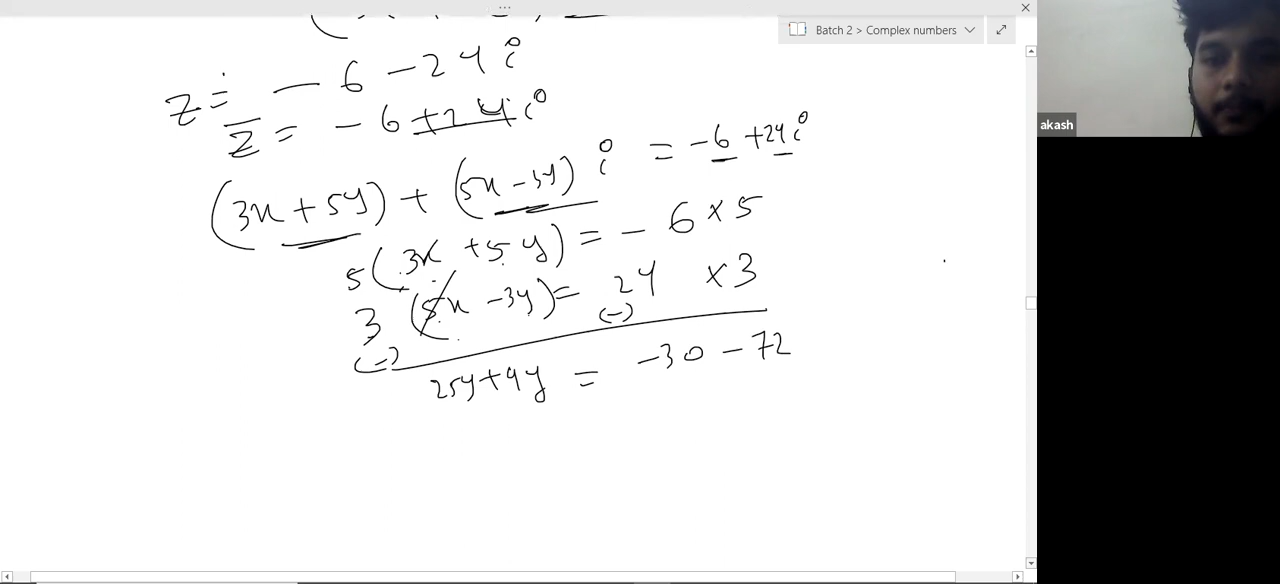 Batch 2 > Complex numbers
z = -6 - 24i
z̅ = -6 + 24i
(3x + 5y) + (5x - 3y) i = -6 + 24i
5(3x + 5y) = -6 × 5
3(5x - 3y) = 24 × 3
(-) (-)
25y + 9y = -30 - 72
akash